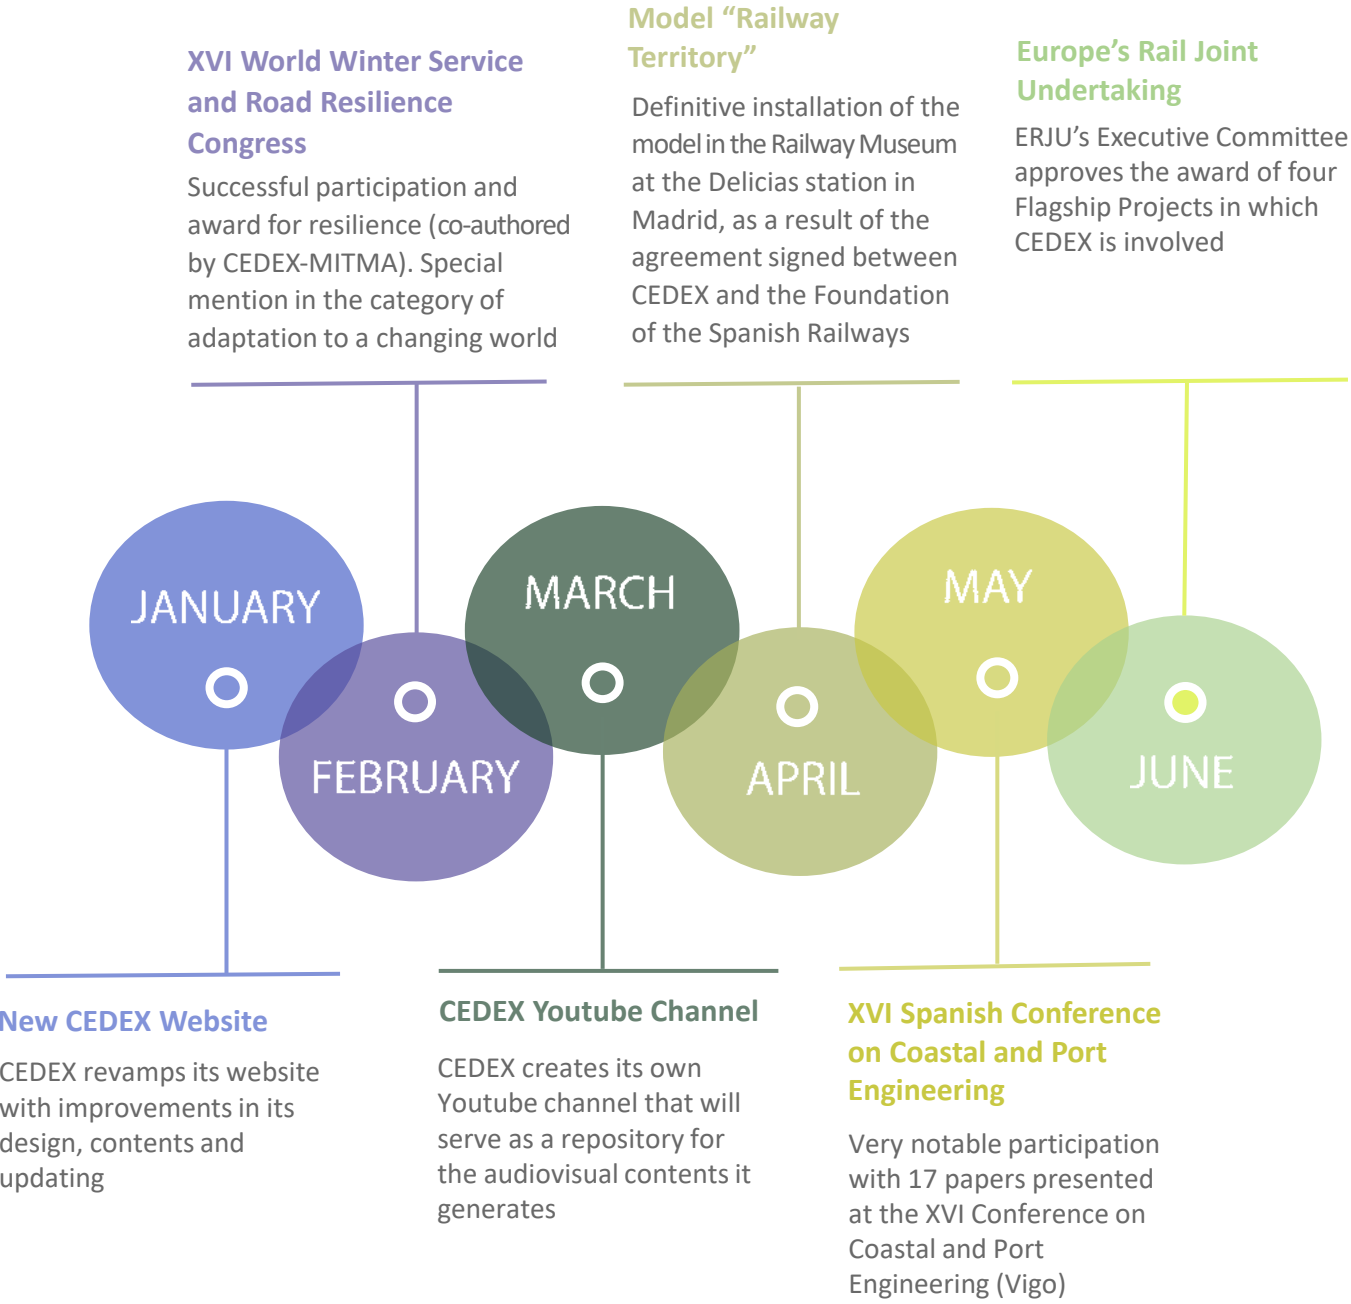 XVI World Winter Service
and Road Resilience
Congress
Successful participation and
award for resilience (co-authored
by CEDEX-MITMA). Special
mention in the category of
adaptation to a changing world
Model “Railway
Territory”
Definitive installation of the
model in the Railway Museum
at the Delicias station in
Madrid, as a result of the
agreement signed between
CEDEX and the Foundation
of the Spanish Railways
Europe’s Rail Joint
Undertaking
ERJU’s Executive Committee
approves the award of four
Flagship Projects in which
CEDEX is involved
JANUARY
FEBRUARY
MARCH
APRIL
MAY
JUNE
New CEDEX Website
CEDEX revamps its website
with improvements in its
design, contents and
updating
CEDEX Youtube Channel
CEDEX creates its own
Youtube channel that will
serve as a repository for
the audiovisual contents it
generates
XVI Spanish Conference
on Coastal and Port
Engineering
Very notable participation
with 17 papers presented
at the XVI Conference on
Coastal and Port
Engineering (Vigo)